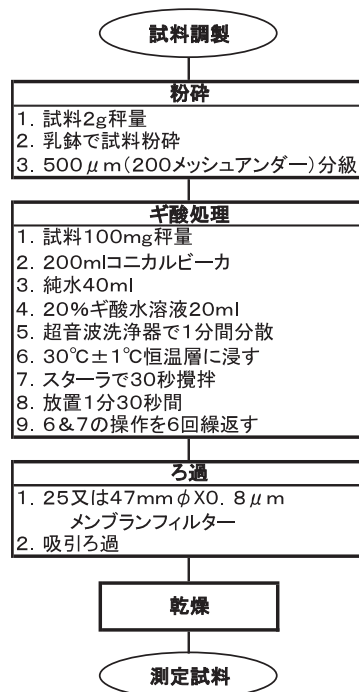 試料調製
粉砕
1. 試料2g秤量
2. 乳鉢で試料粉砕
3. 500μm(200メッシュアンダー)分級
ギ酸処理
1. 試料100mg秤量
2. 200mlコニカルビーカ
3. 純水40ml
4. 20%ギ酸水溶液20ml
5. 超音波洗浄器で1分間分散
6. 30℃±1℃恒温層に浸す
7. スターラで30秒攪拌
8. 放置1分30秒間
9. 6&7の操作を6回繰返す
ろ過
1. 25又は47mmφX0. 8μm
メンブランフィルター
2. 吸引ろ過
乾燥
測定試料